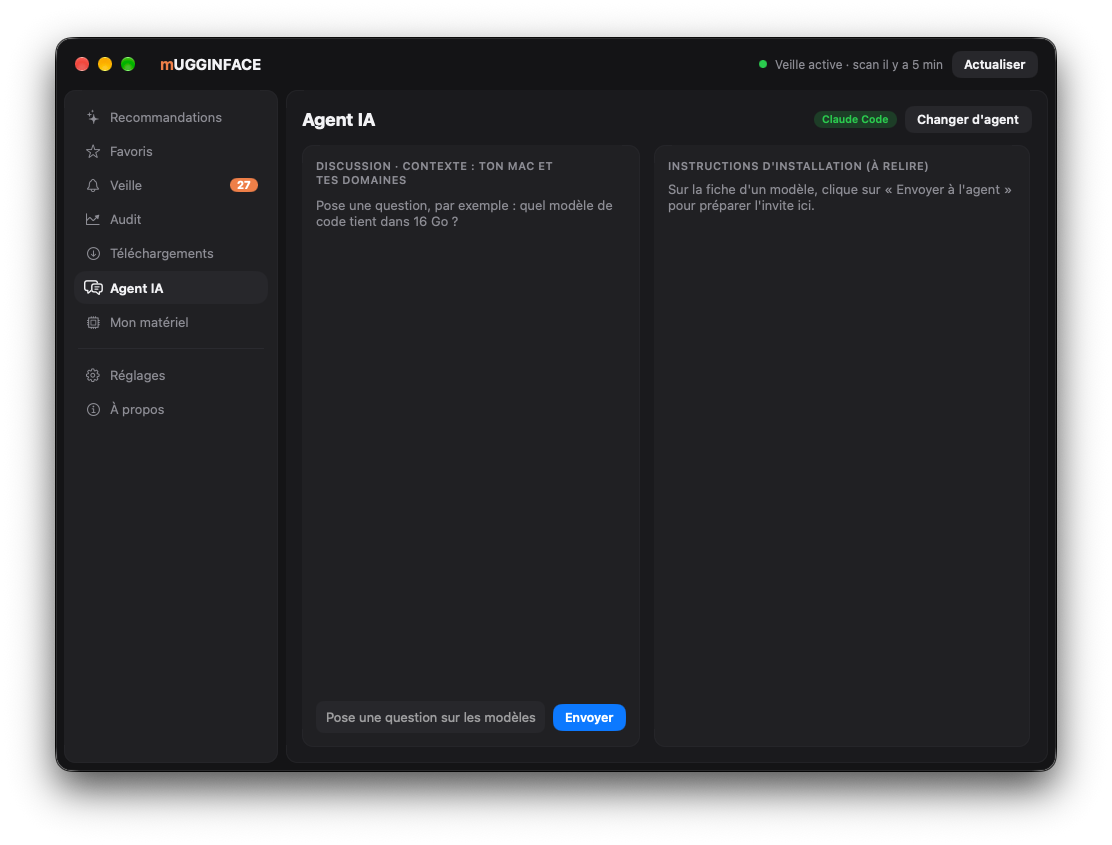 mUGGINFACE
Veille active · scan il y a 5 min
Actualiser
Recommandations
Favoris
Veille
27
Audit
Téléchargements
Agent IA
Mon matériel
Réglages
À propos
Agent IA
Claude Code
Changer d'agent
DISCUSSION · CONTEXTE : TON MAC ET
TES DOMAINES
Pose une question, par exemple : quel modèle de
code tient dans 16 Go ?
Pose une question sur les modèles
Envoyer
INSTRUCTIONS D'INSTALLATION (À RELIRE)
Sur la fiche d'un modèle, clique sur « Envoyer à l'agent »
pour préparer l'invite ici.